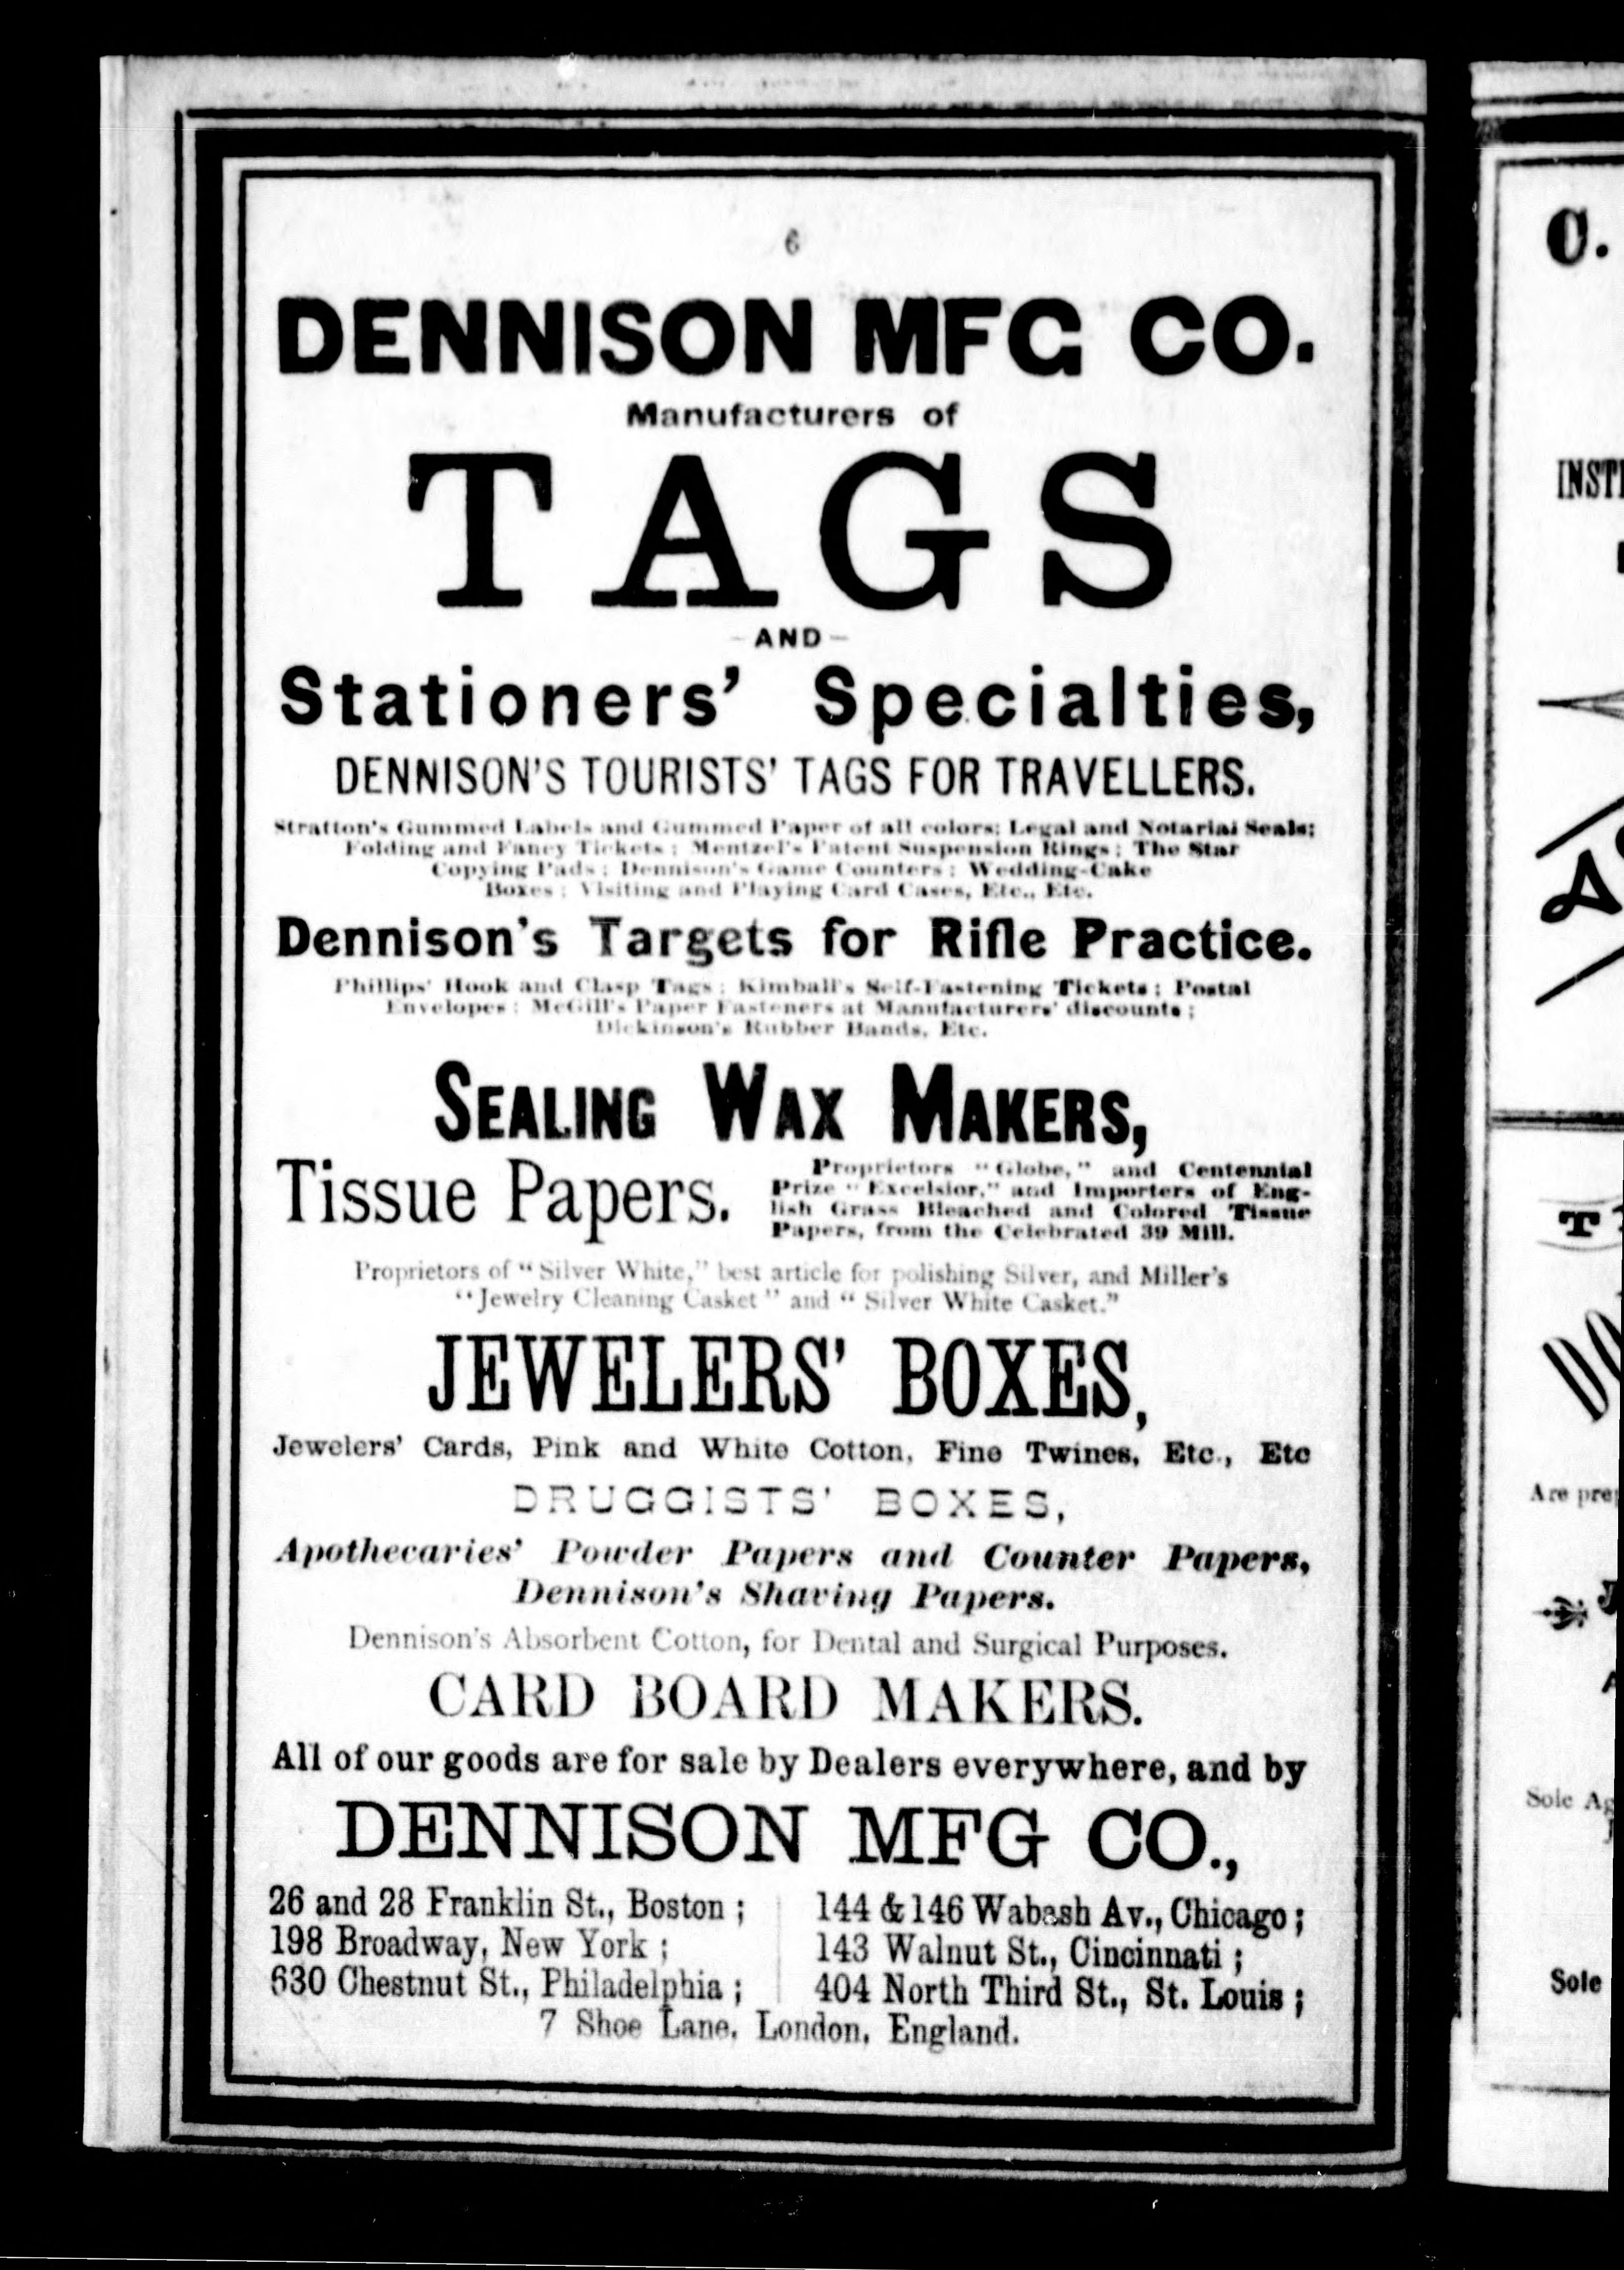 6
DENNISON MFG CO.
Manufacturers of
TAGS
AND
Stationers' Specialties,
DENNISON'S TOURISTS' TAGS FOR TRAVELLERS.
Stratton's Gummed Labels and Gummed Paper of all colors; Legal and Notarial Seals;
Folding and Fancy Tickets; Mentzel's Patent Suspension Rings; The Star
Copying Pads; Dennison's Game Counters; Wedding-Cake
Boxes; Visiting and Playing Card Cases, Etc., Etc.
Dennison's Targets for Rifle Practice.
Phillips' Hook and Clasp Tags; Kimball's Self-Fastening Tickets; Postal
Envelopes; McGill's Paper Fasteners at Manufacturers' discounts;
Dickinson's Rubber Bands, Etc.
SEALING WAX MAKERS,
Tissue Papers.
Proprietors "Globe," and Centennial
Prize "Excelsior," and Importers of Eng-
lish Grass Bleached and Colored Tissue
Papers, from the Celebrated 39 Mill.
Proprietors of "Silver White," best article for polishing Silver, and Miller's
"Jewelry Cleaning Casket" and "Silver White Casket."
JEWELERS' BOXES,
Jewelers' Cards, Pink and White Cotton, Fine Twines, Etc., Etc
DRUGGISTS' BOXES,
Apothecaries' Powder Papers and Counter Papers,
Dennison's Shaving Papers.
Dennison's Absorbent Cotton, for Dental and Surgical Purposes.
CARD BOARD MAKERS.
All of our goods are for sale by Dealers everywhere, and by
DENNISON MFG CO.,
26 and 28 Franklin St., Boston;
198 Broadway, New York;
630 Chestnut St., Philadelphia;
144 & 146 Wabash Av., Chicago;
143 Walnut St., Cincinnati;
404 North Third St., St. Louis;
7 Shoe Lane, London, England.
C.
INST
Are pre
Sole Ag
Sole